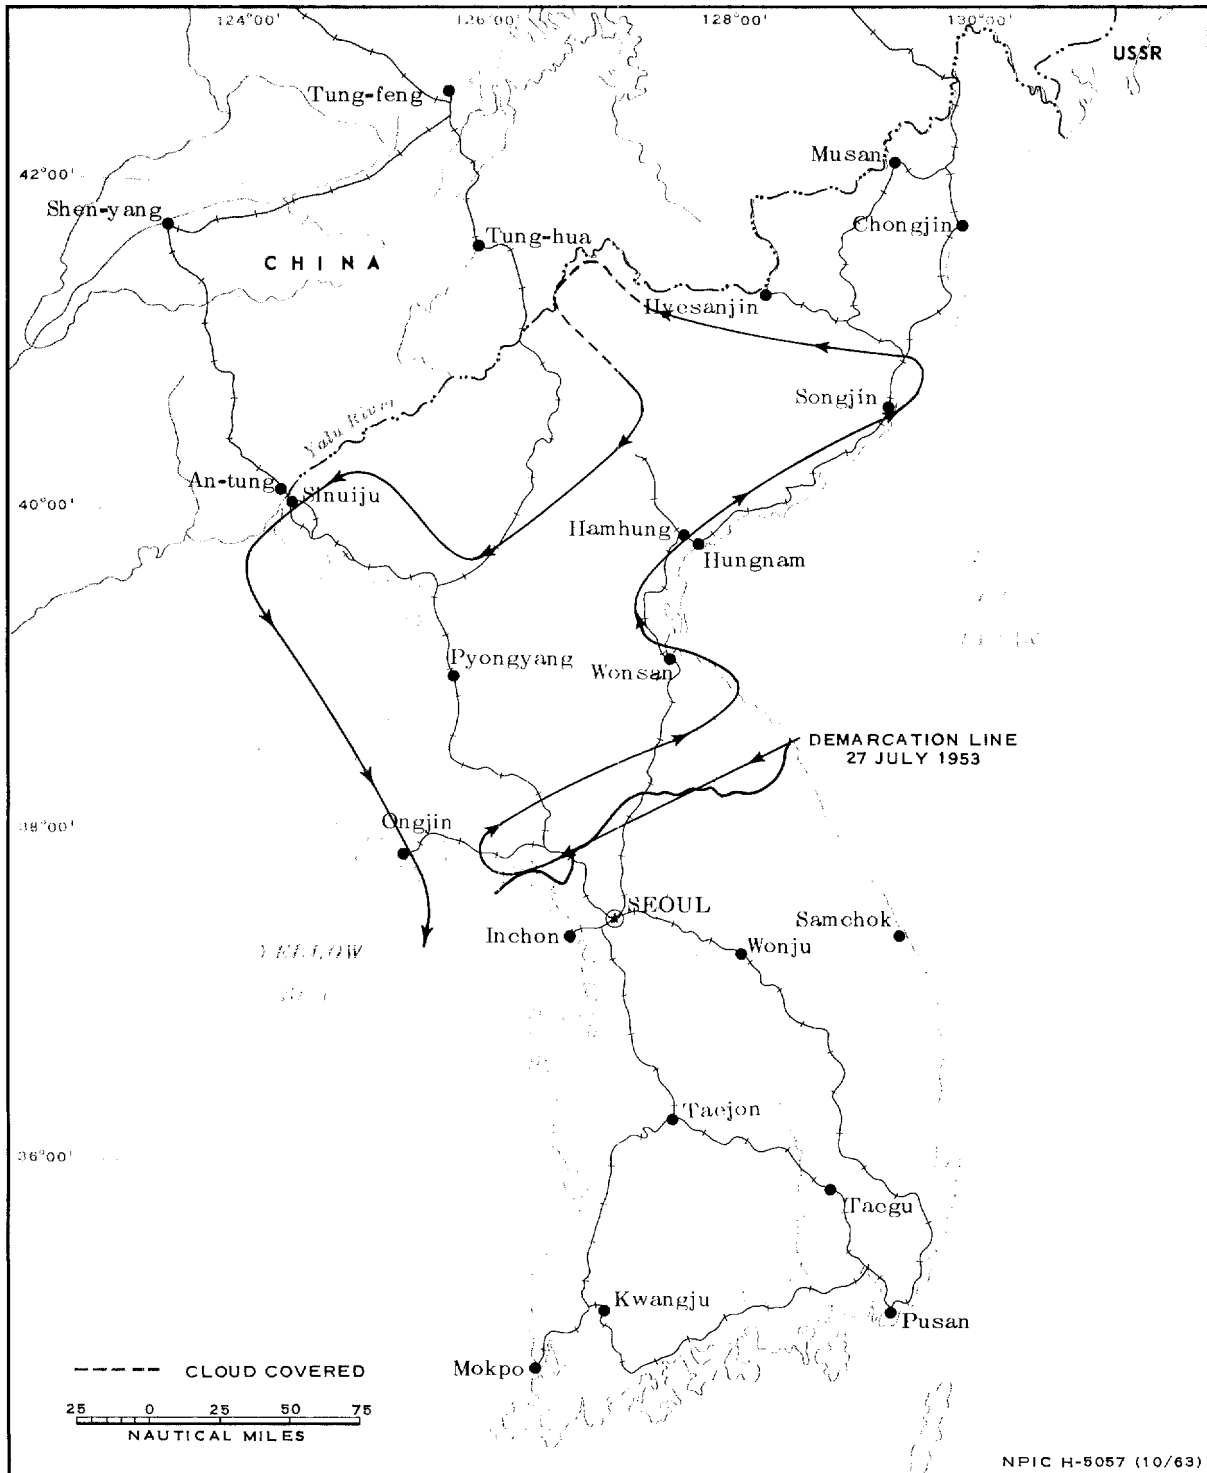 124°00'
126°00'
128°00'
130°00'
USSR
Tung-feng
Musan
42°00'
Shen-yang
Chongjin
Tung-hua
CHINA
Hyesanjin
Songjin
Yalu River
An-tung
Sinuiju
40°00'
Hamhung
Hungnam
Pyongyang
Wonsan
DEMARCATION LINE
27 JULY 1953
38°00'
Ongjin
SEOUL
Samchok
Inchon
Wonju
YELLOW
Taejon
36°00'
Taegu
Kwangju
Pusan
Mokpo
CLOUD COVERED
25 0 25 50 75
NAUTICAL MILES
NPIC H-5057 (10/63)